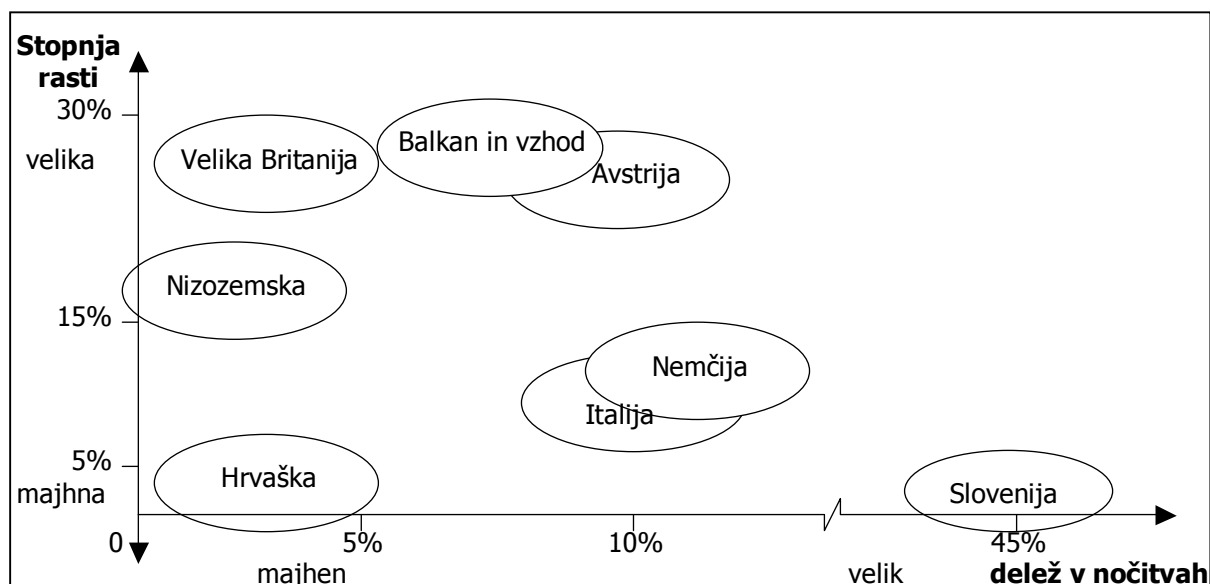 Stopnja
rasti
30%
velika
Velika Britanija
Balkan in vzhod
Avstrija
Nizozemska
15%
Nemčija
Italija
5%
majhna
Hrvaška
Slovenija
0
5%
10%
45%
majhen
velik
delež v nočitvah